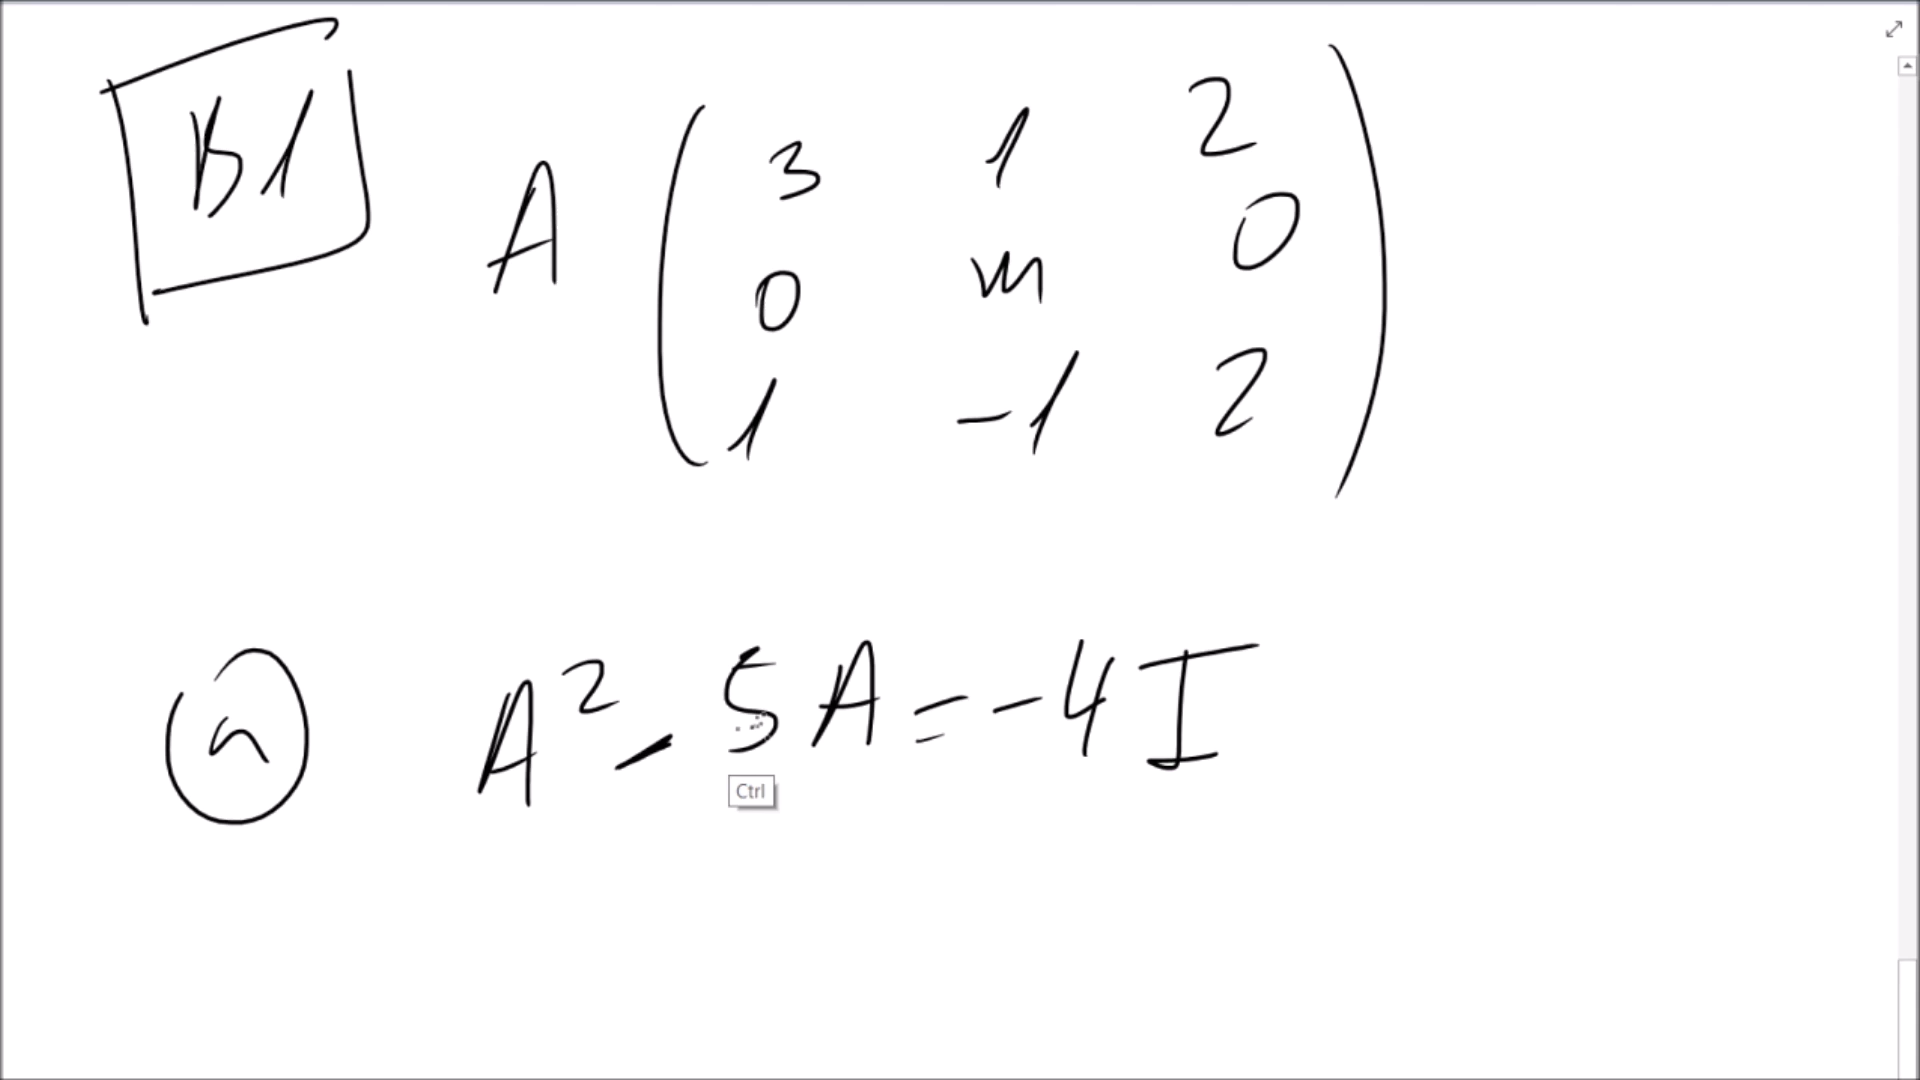 B1
A ( 3 1 2
0 m 0
1 -1 2 )
a A² - 5A = -4I
Ctrl